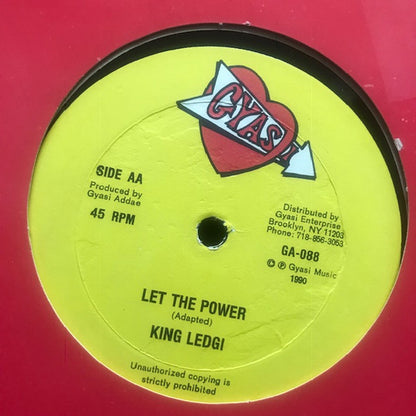 GYASI
SIDE AA
Produced by
Gyasi Addae
45 RPM
Distributed by
Gyasi Enterprise
Brooklyn, NY 11203
Phone: 718-856-3053
GA-088
© ℗ Gyasi Music
1990
LET THE POWER
(Adapted)
KING LEDGI
Unauthorized copying is
strictly prohibited